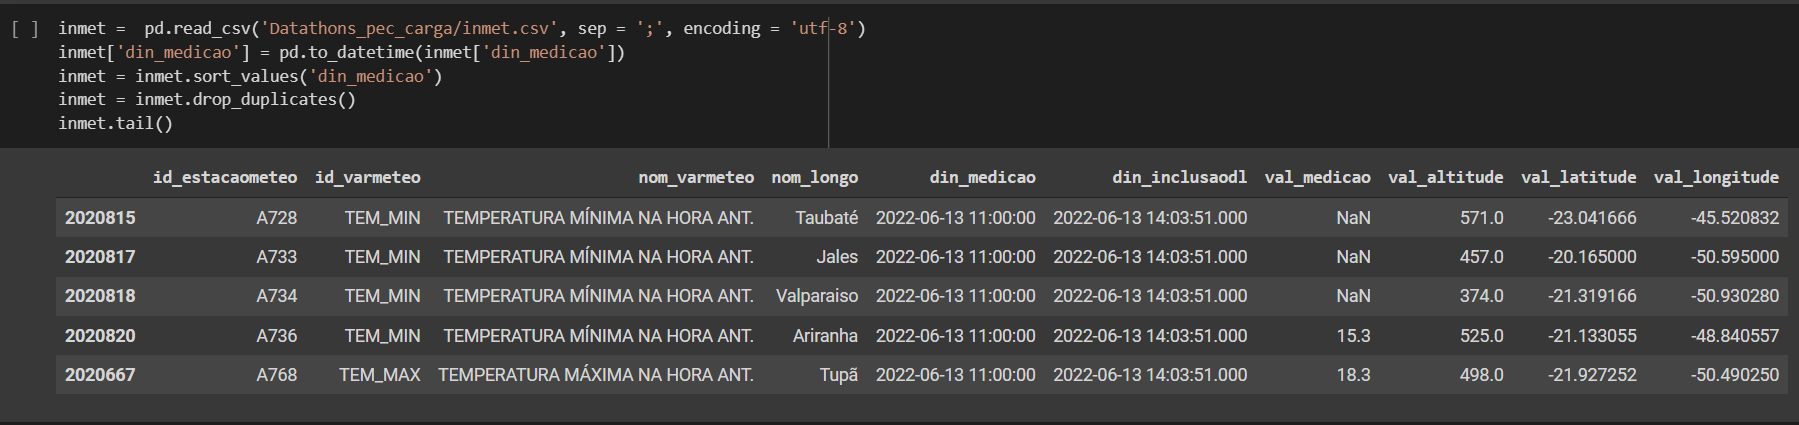 [ ] inmet =  pd.read_csv('Datathons_pec_carga/inmet.csv', sep = ';', encoding = 'utf-8')
inmet['din_medicao'] = pd.to_datetime(inmet['din_medicao'])
inmet = inmet.sort_values('din_medicao')
inmet = inmet.drop_duplicates()
inmet.tail()
id_estacaometeo id_varmeteo nom_varmeteo nom_longo din_medicao din_inclusaodl val_medicao val_altitude val_latitude val_longitude
2020815 A728 TEM_MIN TEMPERATURA MÍNIMA NA HORA ANT. Taubaté 2022-06-13 11:00:00 2022-06-13 14:03:51.000 NaN 571.0 -23.041666 -45.520832
2020817 A733 TEM_MIN TEMPERATURA MÍNIMA NA HORA ANT. Jales 2022-06-13 11:00:00 2022-06-13 14:03:51.000 NaN 457.0 -20.165000 -50.595000
2020818 A734 TEM_MIN TEMPERATURA MÍNIMA NA HORA ANT. Valparaiso 2022-06-13 11:00:00 2022-06-13 14:03:51.000 NaN 374.0 -21.319166 -50.930280
2020820 A736 TEM_MIN TEMPERATURA MÍNIMA NA HORA ANT. Ariranha 2022-06-13 11:00:00 2022-06-13 14:03:51.000 15.3 525.0 -21.133055 -48.840557
2020667 A768 TEM_MAX TEMPERATURA MÁXIMA NA HORA ANT. Tupã 2022-06-13 11:00:00 2022-06-13 14:03:51.000 18.3 498.0 -21.927252 -50.490250